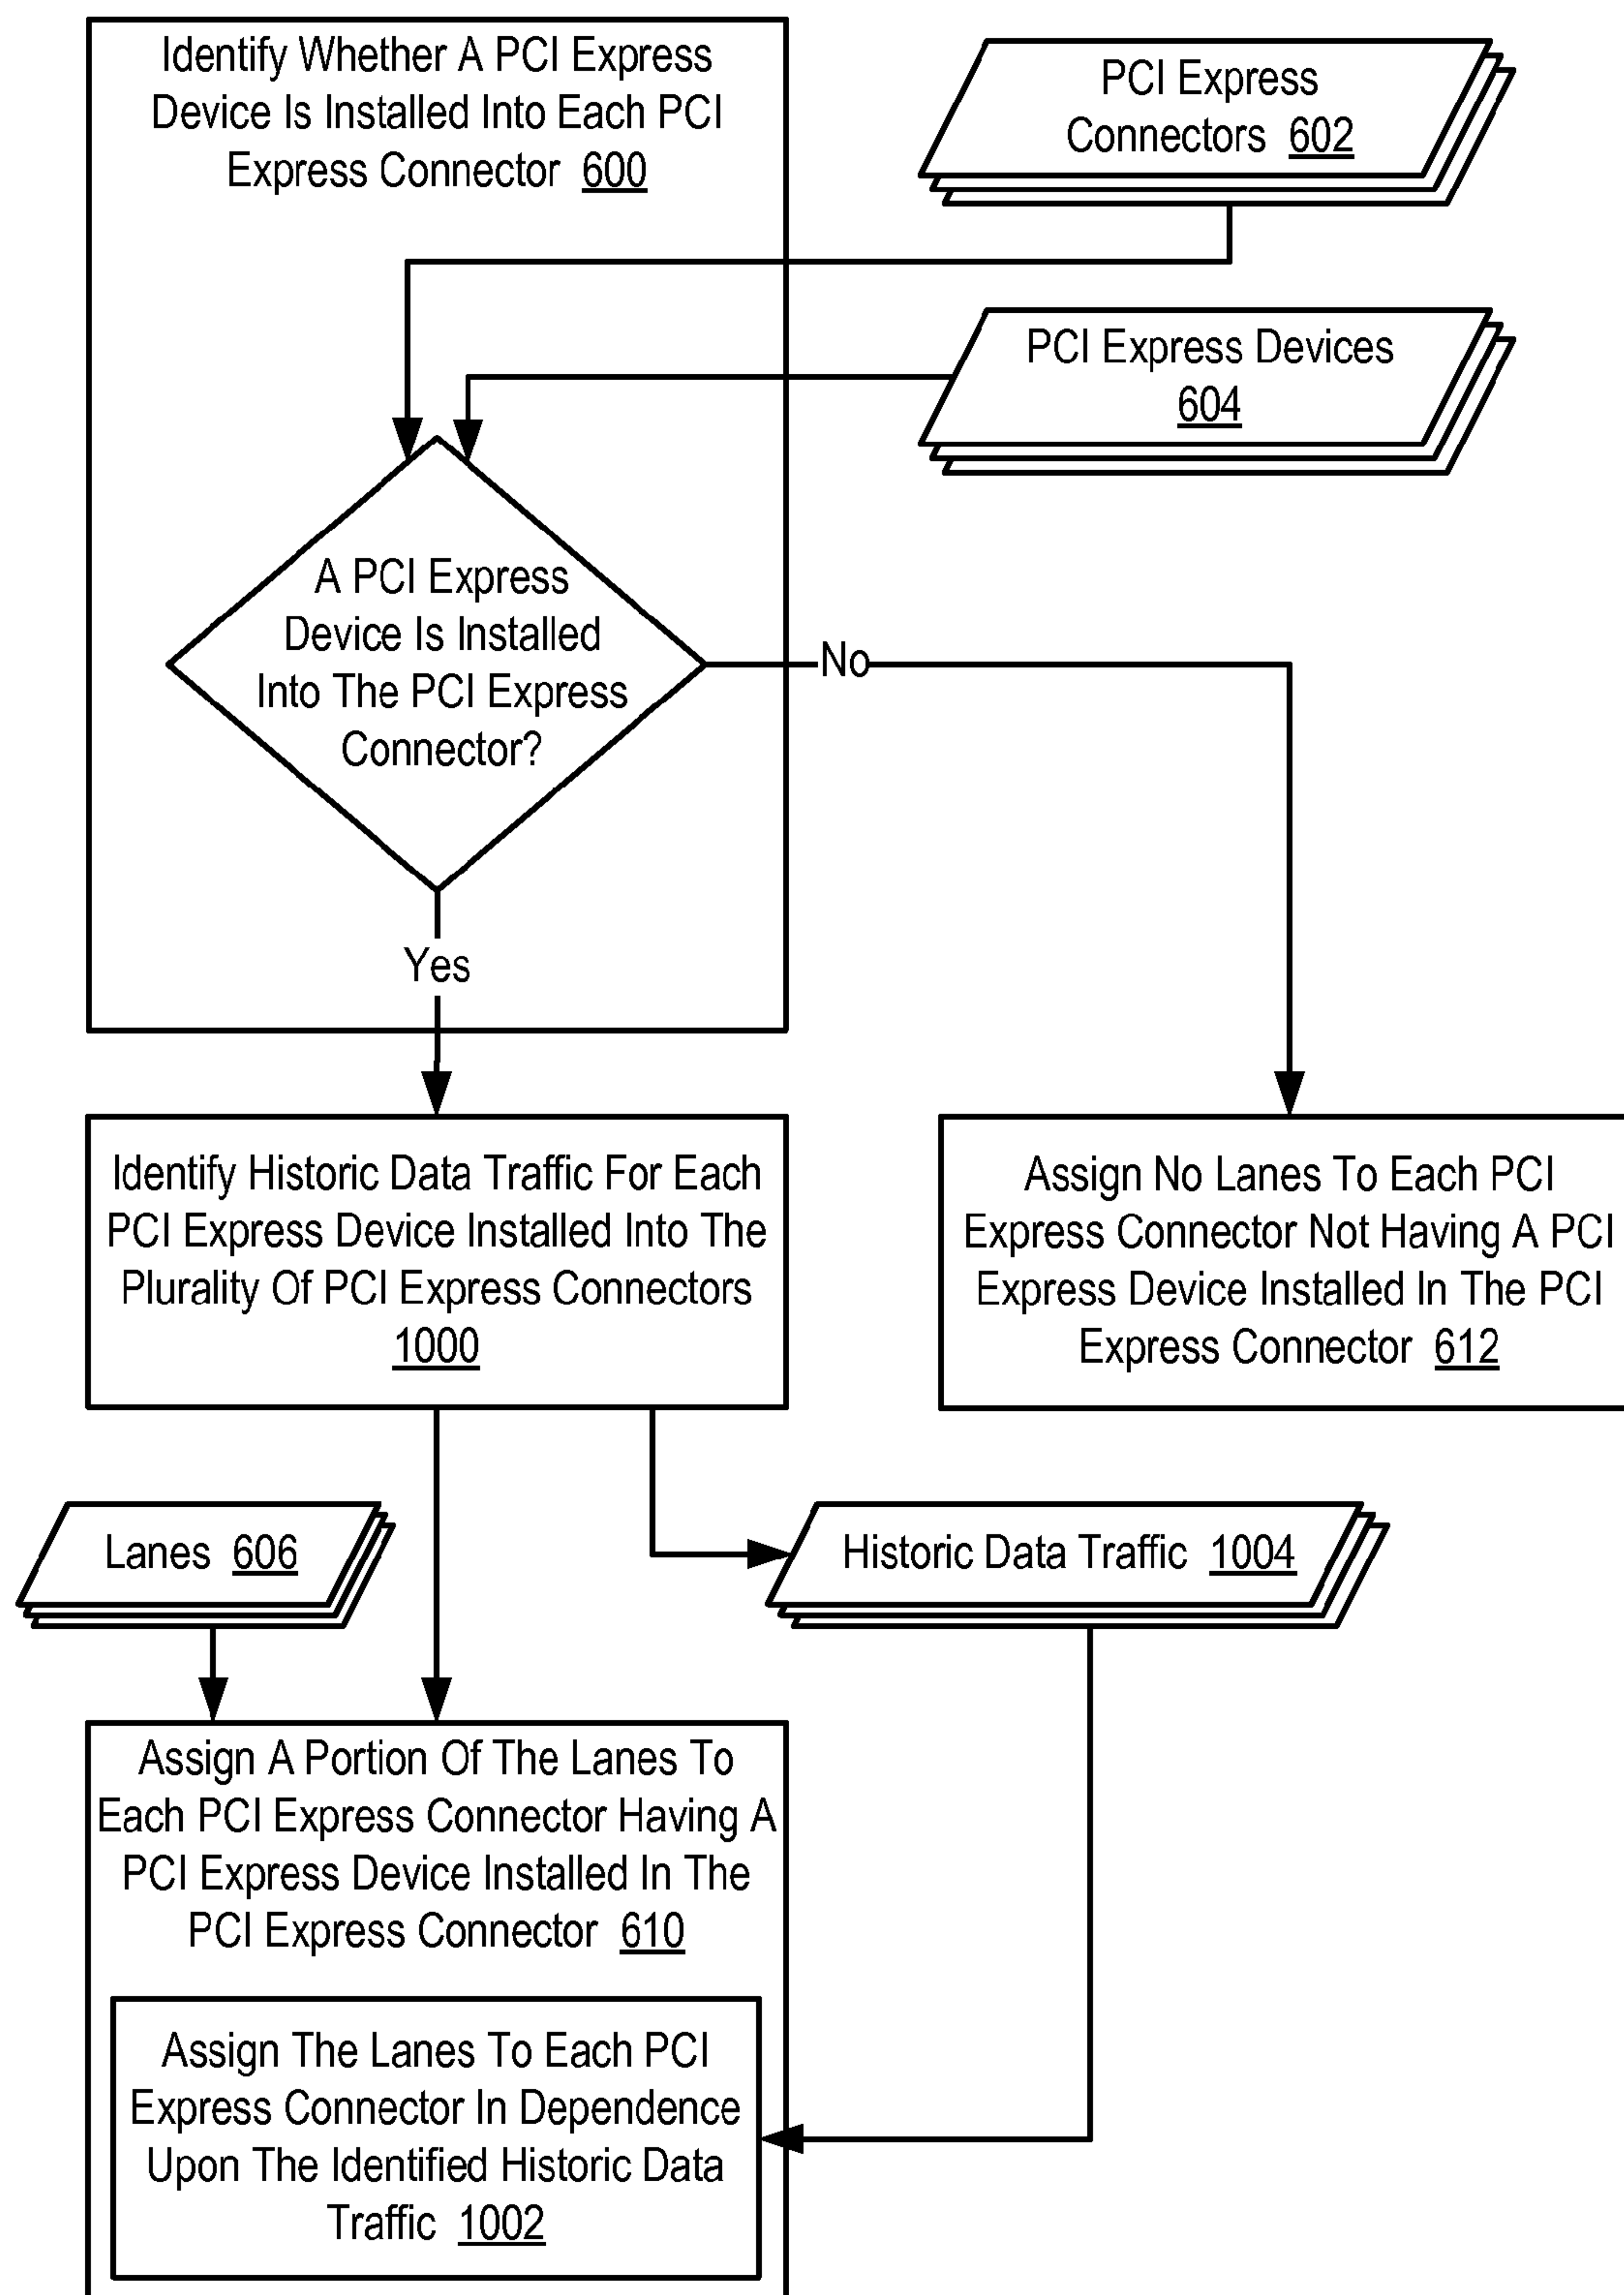 Identify Whether A PCI Express
Device Is Installed Into Each PCI
Express Connector 600
PCI Express
Connectors 602
PCI Express Devices
604
A PCI Express
Device Is Installed
Into The PCI Express
Connector?
No
Yes
Identify Historic Data Traffic For Each
PCI Express Device Installed Into The
Plurality Of PCI Express Connectors
1000
Assign No Lanes To Each PCI
Express Connector Not Having A PCI
Express Device Installed In The PCI
Express Connector 612
Lanes 606
Historic Data Traffic 1004
Assign A Portion Of The Lanes To
Each PCI Express Connector Having A
PCI Express Device Installed In The
PCI Express Connector 610
Assign The Lanes To Each PCI
Express Connector In Dependence
Upon The Identified Historic Data
Traffic 1002